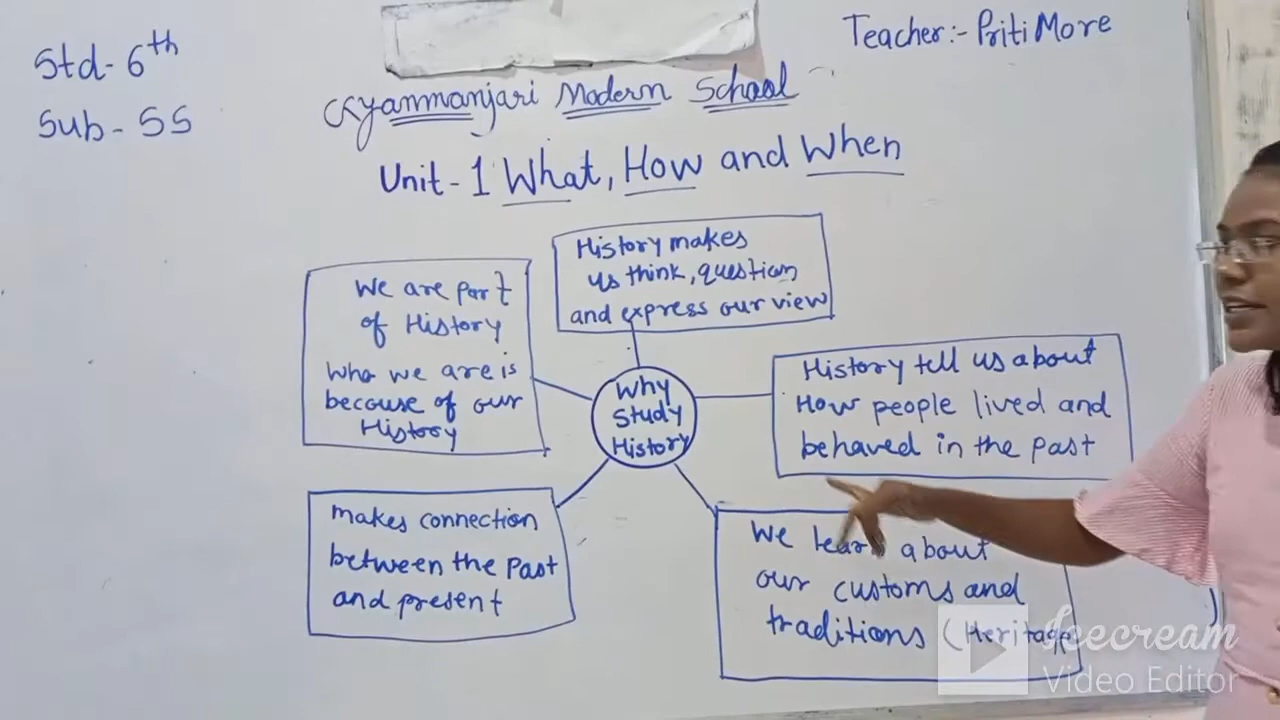 Std- 6th
Sub- SS
Teacher:- Priti More
Gyanmanjari Modern School
Unit- 1 What, How and When
History makes
us think, question
and express our view
We are part
of History
Who we are is
because of our
History
Why
Study
History
History tell us about
How people lived and
behaved in the past
makes connection
between the past
and present
We learn about
our customs and
traditions (Heritage
Icecream
Video Editor